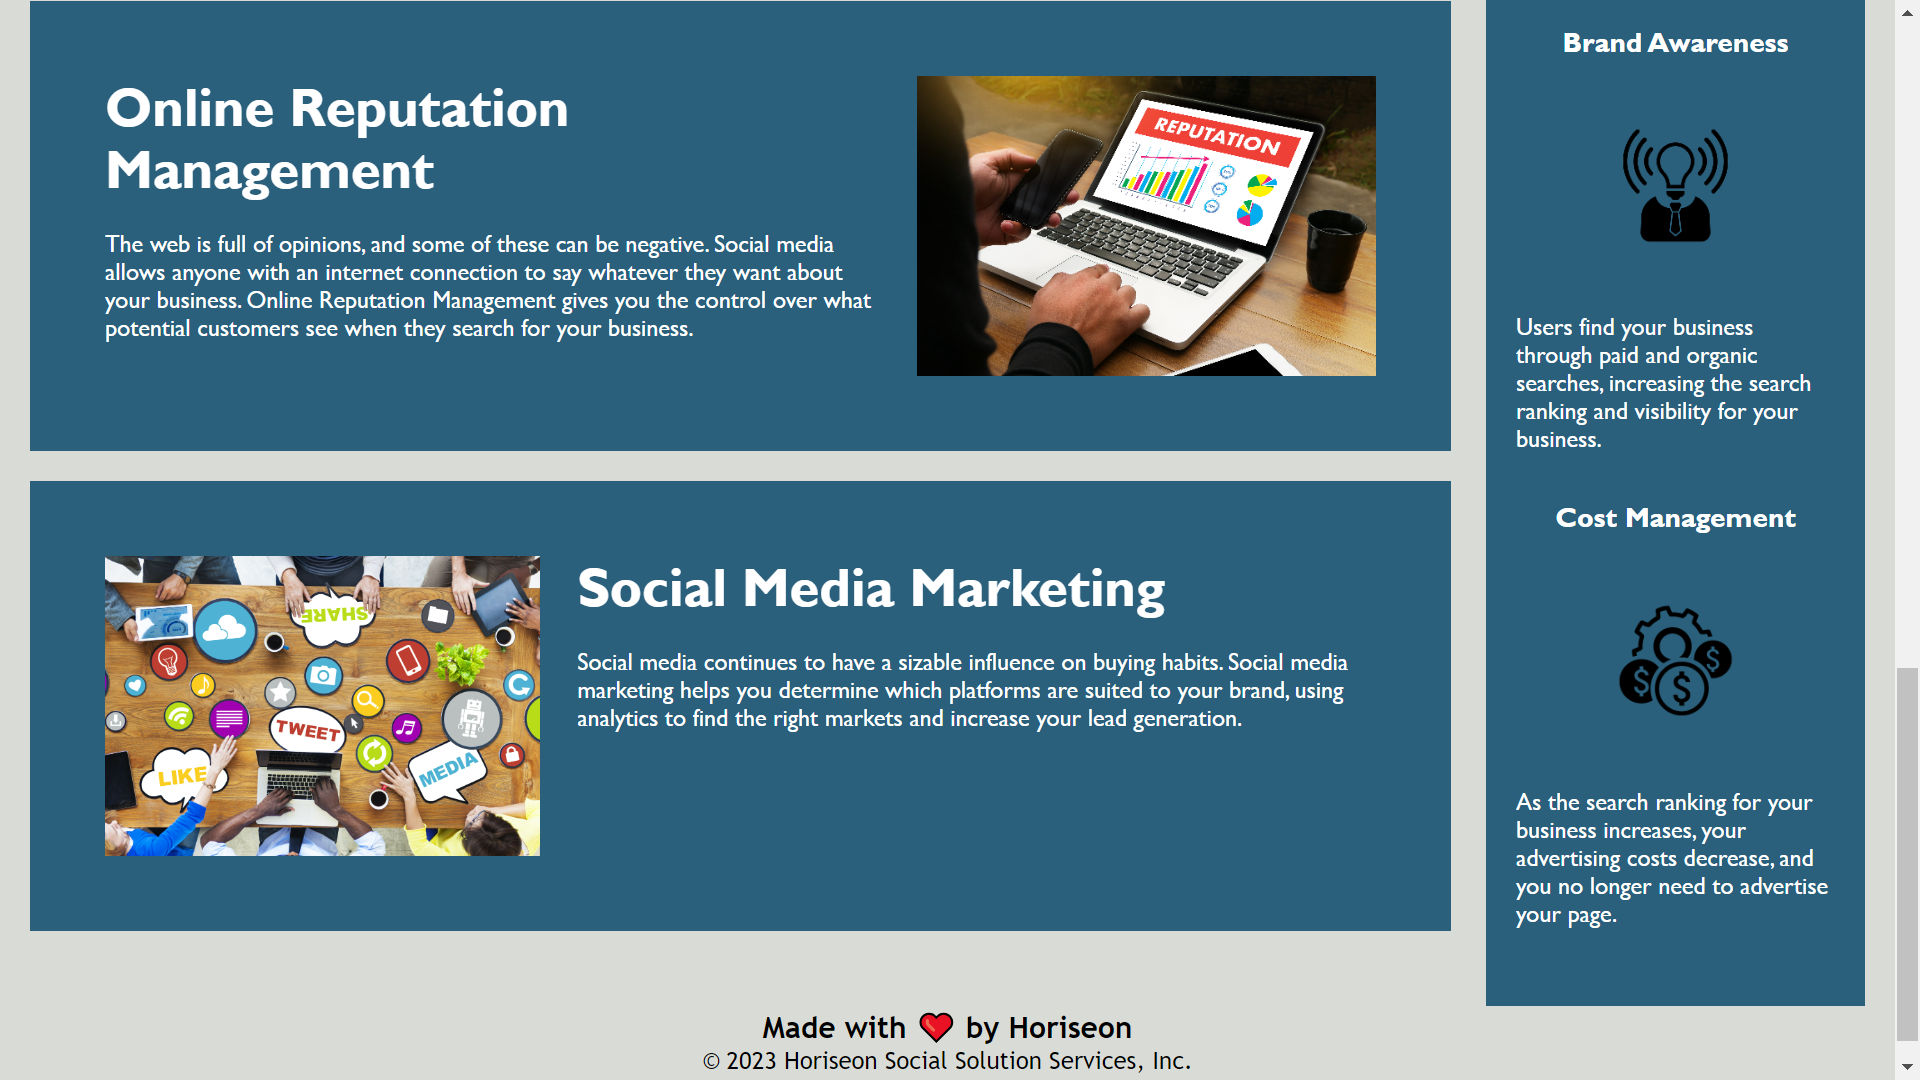 Online Reputation
Management
The web is full of opinions, and some of these can be negative. Social media
allows anyone with an internet connection to say whatever they want about
your business. Online Reputation Management gives you the control over what
potential customers see when they search for your business.
REPUTATION
SHARE
TWEET
LIKE
MEDIA
Social Media Marketing
Social media continues to have a sizable influence on buying habits. Social media
marketing helps you determine which platforms are suited to your brand, using
analytics to find the right markets and increase your lead generation.
Brand Awareness
Users find your business
through paid and organic
searches, increasing the search
ranking and visibility for your
business.
Cost Management
$ $ $
As the search ranking for your
business increases, your
advertising costs decrease, and
you no longer need to advertise
your page.
Made with ❤️ by Horiseon
© 2023 Horiseon Social Solution Services, Inc.